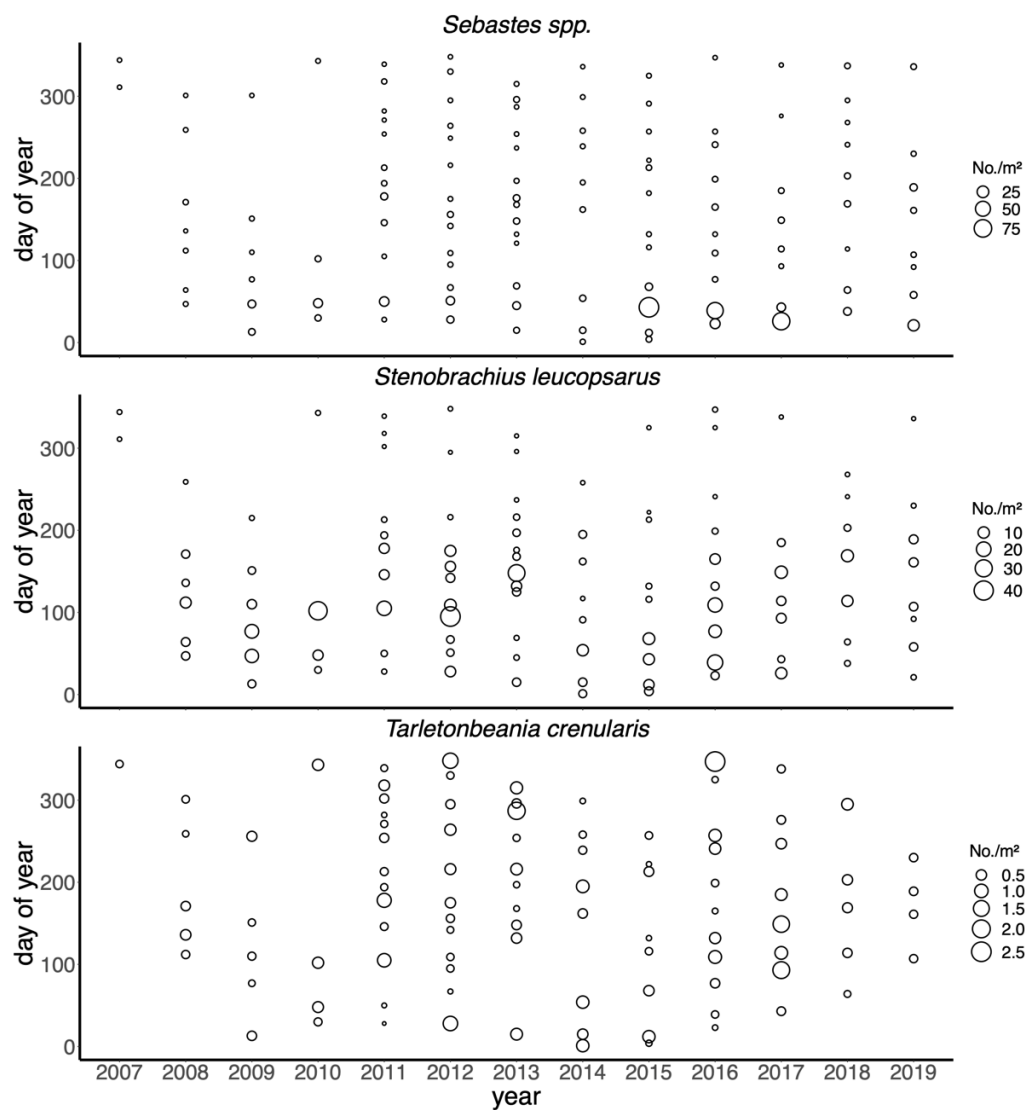 Sebastes spp.
300
200
100
0
day of year
No./m²
25
50
75
Stenobrachius leucopsarus
300
200
100
0
day of year
No./m²
10
20
30
40
Tarletonbeania crenularis
300
200
100
0
day of year
No./m²
0.5
1.0
1.5
2.0
2.5
2007 2008 2009 2010 2011 2012 2013 2014 2015 2016 2017 2018 2019
year